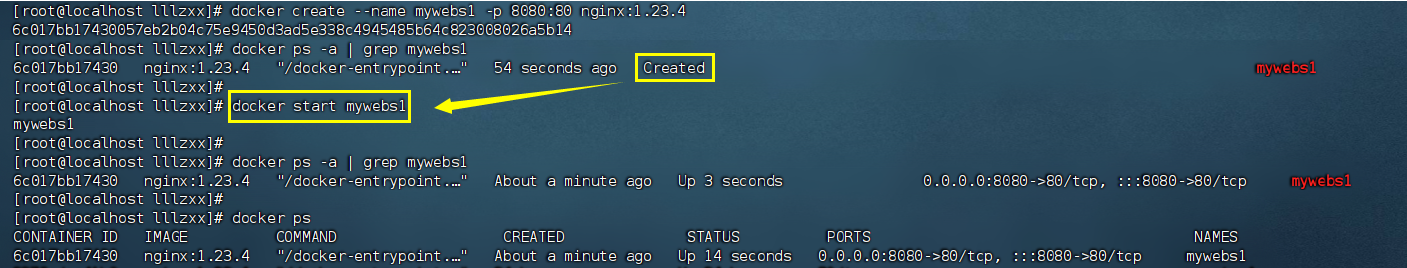 [root@localhost lllzxx]# docker create --name mywebs1 -p 8080:80 nginx:1.23.4
6c017bb17430057eb2b04c75e9450d3ad5e338c4945485b64c823008026a5b14
[root@localhost lllzxx]# docker ps -a | grep mywebs1
6c017bb17430   nginx:1.23.4   "/docker-entrypoint.…"   54 seconds ago   Created   mywebs1
[root@localhost lllzxx]#
[root@localhost lllzxx]# docker start mywebs1
mywebs1
[root@localhost lllzxx]#
[root@localhost lllzxx]# docker ps -a | grep mywebs1
6c017bb17430   nginx:1.23.4   "/docker-entrypoint.…"   About a minute ago   Up 3 seconds   0.0.0.0:8080->80/tcp, :::8080->80/tcp   mywebs1
[root@localhost lllzxx]#
[root@localhost lllzxx]# docker ps
CONTAINER ID   IMAGE   COMMAND   CREATED   STATUS   PORTS   NAMES
6c017bb17430   nginx:1.23.4   "/docker-entrypoint.…"   About a minute ago   Up 14 seconds   0.0.0.0:8080->80/tcp, :::8080->80/tcp   mywebs1